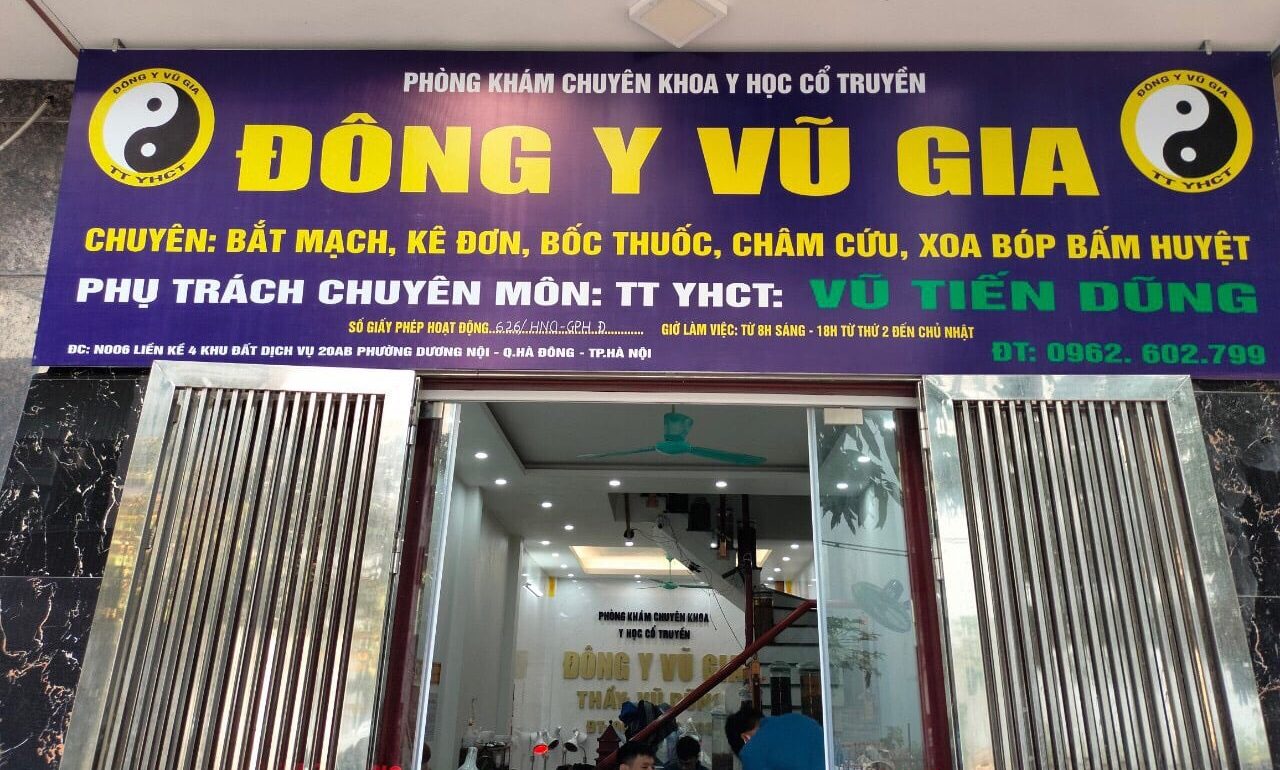 PHÒNG KHÁM CHUYÊN KHOA Y HỌC CỔ TRUYỀN
ĐÔNG Y VŨ GIA
TT YHCT
ĐÔNG Y VŨ GIA
ĐÔNG Y VŨ GIA
TT YHCT
CHUYÊN: BẮT MẠCH, KÊ ĐƠN, BỐC THUỐC, CHÂM CỨU, XOA BÓP BẤM HUYỆT
PHỤ TRÁCH CHUYÊN MÔN: TT YHCT: VŨ TIẾN DŨNG
SỐ GIẤY PHÉP HOẠT ĐỘNG..626/HNO-GPHĐ............ GIỜ LÀM VIỆC: TỪ 8H SÁNG - 18H TỪ THỨ 2 ĐẾN CHỦ NHẬT
ĐC: N006 LIỀN KỀ 4 KHU ĐẤT DỊCH VỤ 20AB PHƯỜNG DƯƠNG NỘI - Q.HÀ ĐÔNG - TP.HÀ NỘI
ĐT: 0962. 602.799
PHÒNG KHÁM CHUYÊN KHOA
Y HỌC CỔ TRUYỀN
ĐÔNG Y VŨ GIA
THẦY VŨ